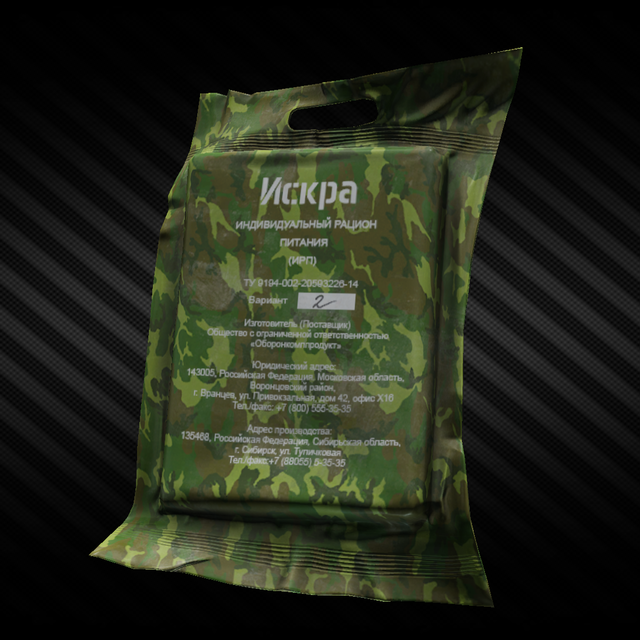 Искра
ИНДИВИДУАЛЬНЫЙ РАЦИОН
ПИТАНИЯ
(ИРП)
ТУ 9194-002-20593226-14
Вариант 2
Изготовитель (Поставщик)
Общество с ограниченной ответственностью
«Оборонкомпродукт»
Юридический адрес:
143005, Российская Федерация, Московская область,
Воронцовский район,
г. Вранцев, ул. Привокзальная, дом 42, офис Х16
Тел./факс: +7 (800) 555-35-35
Адрес производства:
135468, Российская Федерация, Сибирьская область,
г. Сибирск, ул. Тупичковая
Тел./факс:+7 (88055) 5-35-35